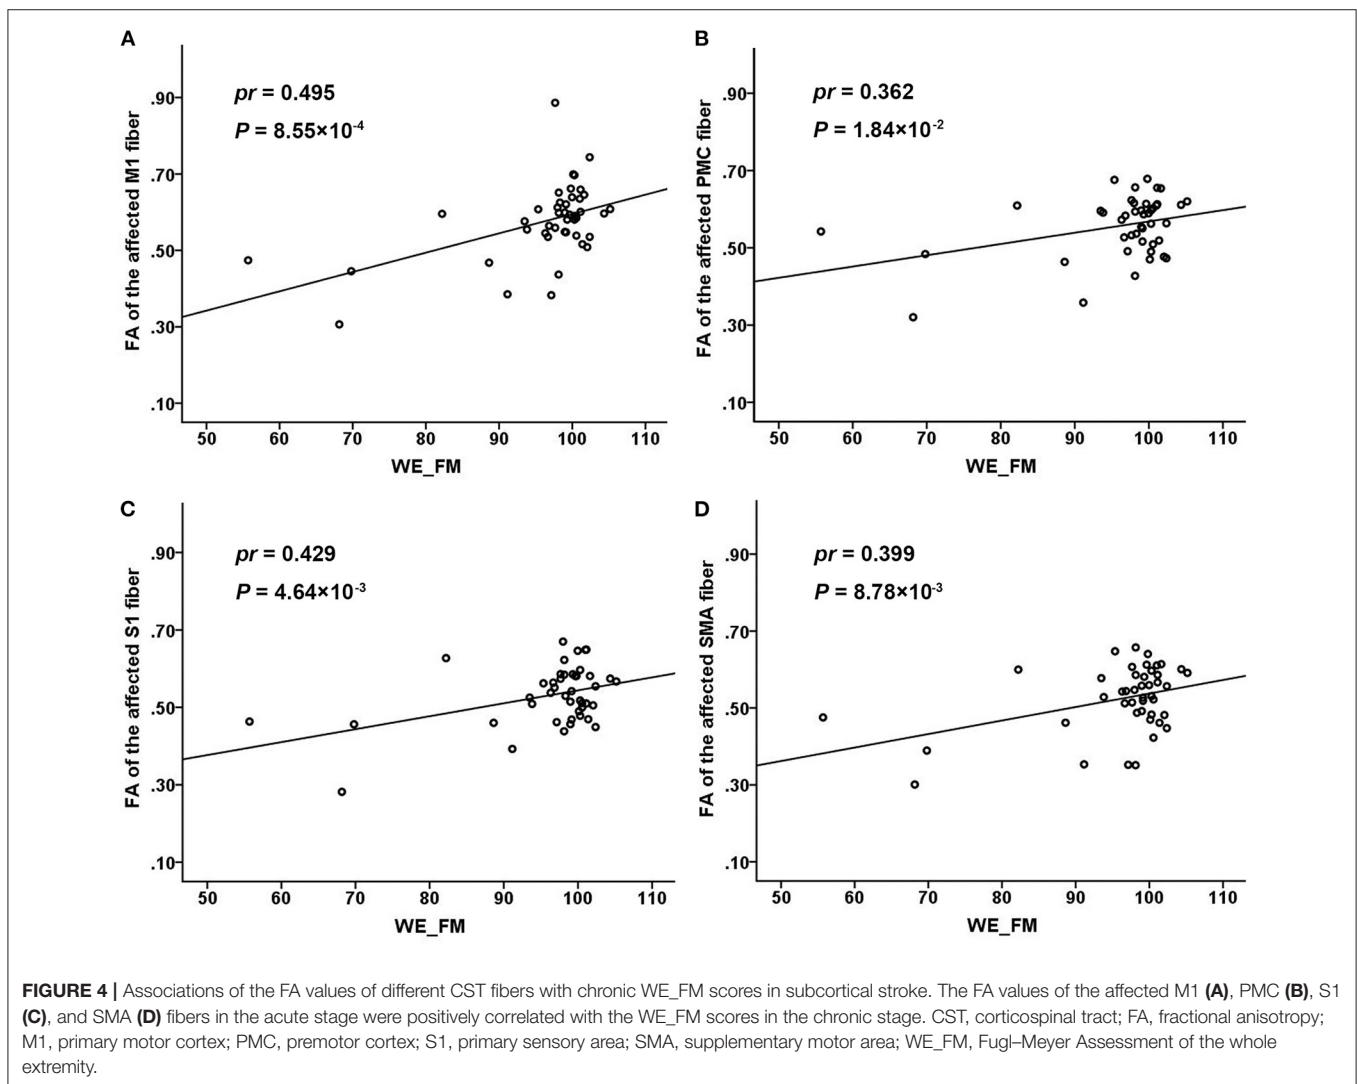 A
pr = 0.495
P = 8.55×10-4
FA of the affected M1 fiber
.90
.70
.50
.30
.10
50 60 70 80 90 100 110
WE_FM
B
pr = 0.362
P = 1.84×10-2
FA of the affected PMC fiber
.90
.70
.50
.30
.10
50 60 70 80 90 100 110
WE_FM
C
pr = 0.429
P = 4.64×10-3
FA of the affected S1 fiber
.90
.70
.50
.30
.10
50 60 70 80 90 100 110
WE_FM
D
pr = 0.399
P = 8.78×10-3
FA of the affected SMA fiber
.90
.70
.50
.30
.10
50 60 70 80 90 100 110
WE_FM
FIGURE 4 | Associations of the FA values of different CST fibers with chronic WE_FM scores in subcortical stroke. The FA values of the affected M1 (A), PMC (B), S1
(C), and SMA (D) fibers in the acute stage were positively correlated with the WE_FM scores in the chronic stage. CST, corticospinal tract; FA, fractional anisotropy;
M1, primary motor cortex; PMC, premotor cortex; S1, primary sensory area; SMA, supplementary motor area; WE_FM, Fugl–Meyer Assessment of the whole
extremity.